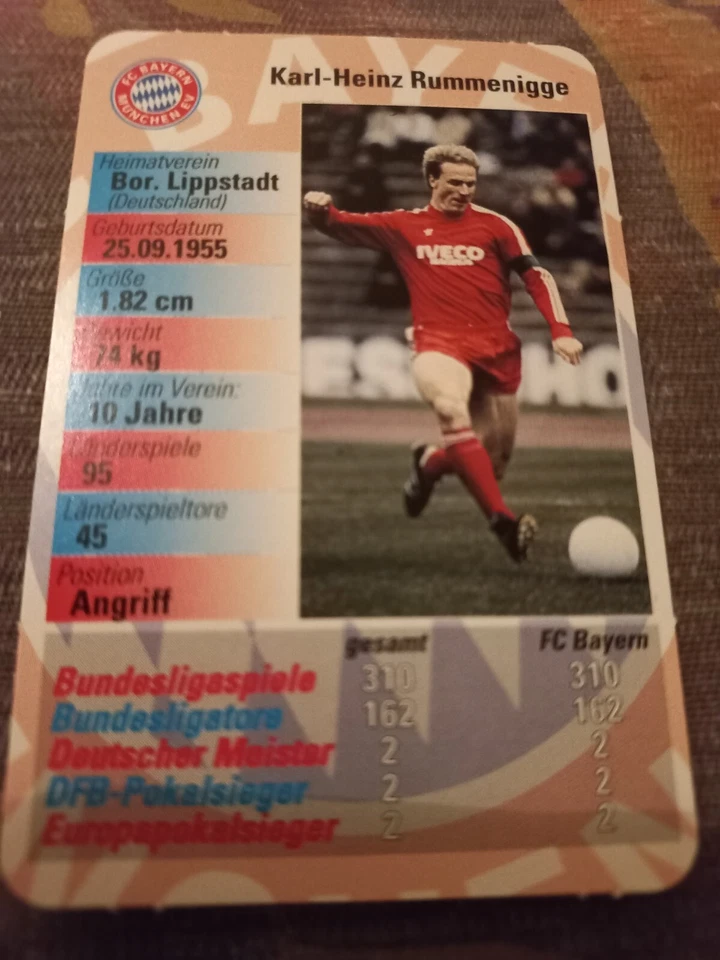 FC BAYERN
MÜNCHEN EV
Karl-Heinz Rummenigge
Heimatverein
Bor. Lippstadt
(Deutschland)
Geburtsdatum
25.09.1955
Größe
1.82 cm
Gewicht
74 kg
Jahre im Verein:
10 Jahre
Länderspiele
95
Länderspieltore
45
Position
Angriff
IVECO
gesamt FC Bayern
Bundesligaspiele 310 310
Bundesligatore 162 162
Deutscher Meister 2 2
DFB-Pokalsieger 2 2
Europapokalsieger 2 2